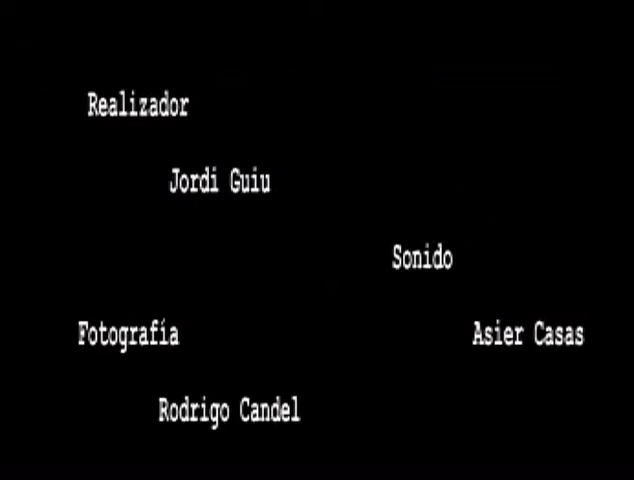 Realizador
Jordi Guiu
Sonido
Asier Casas
Fotografía
Rodrigo Candel